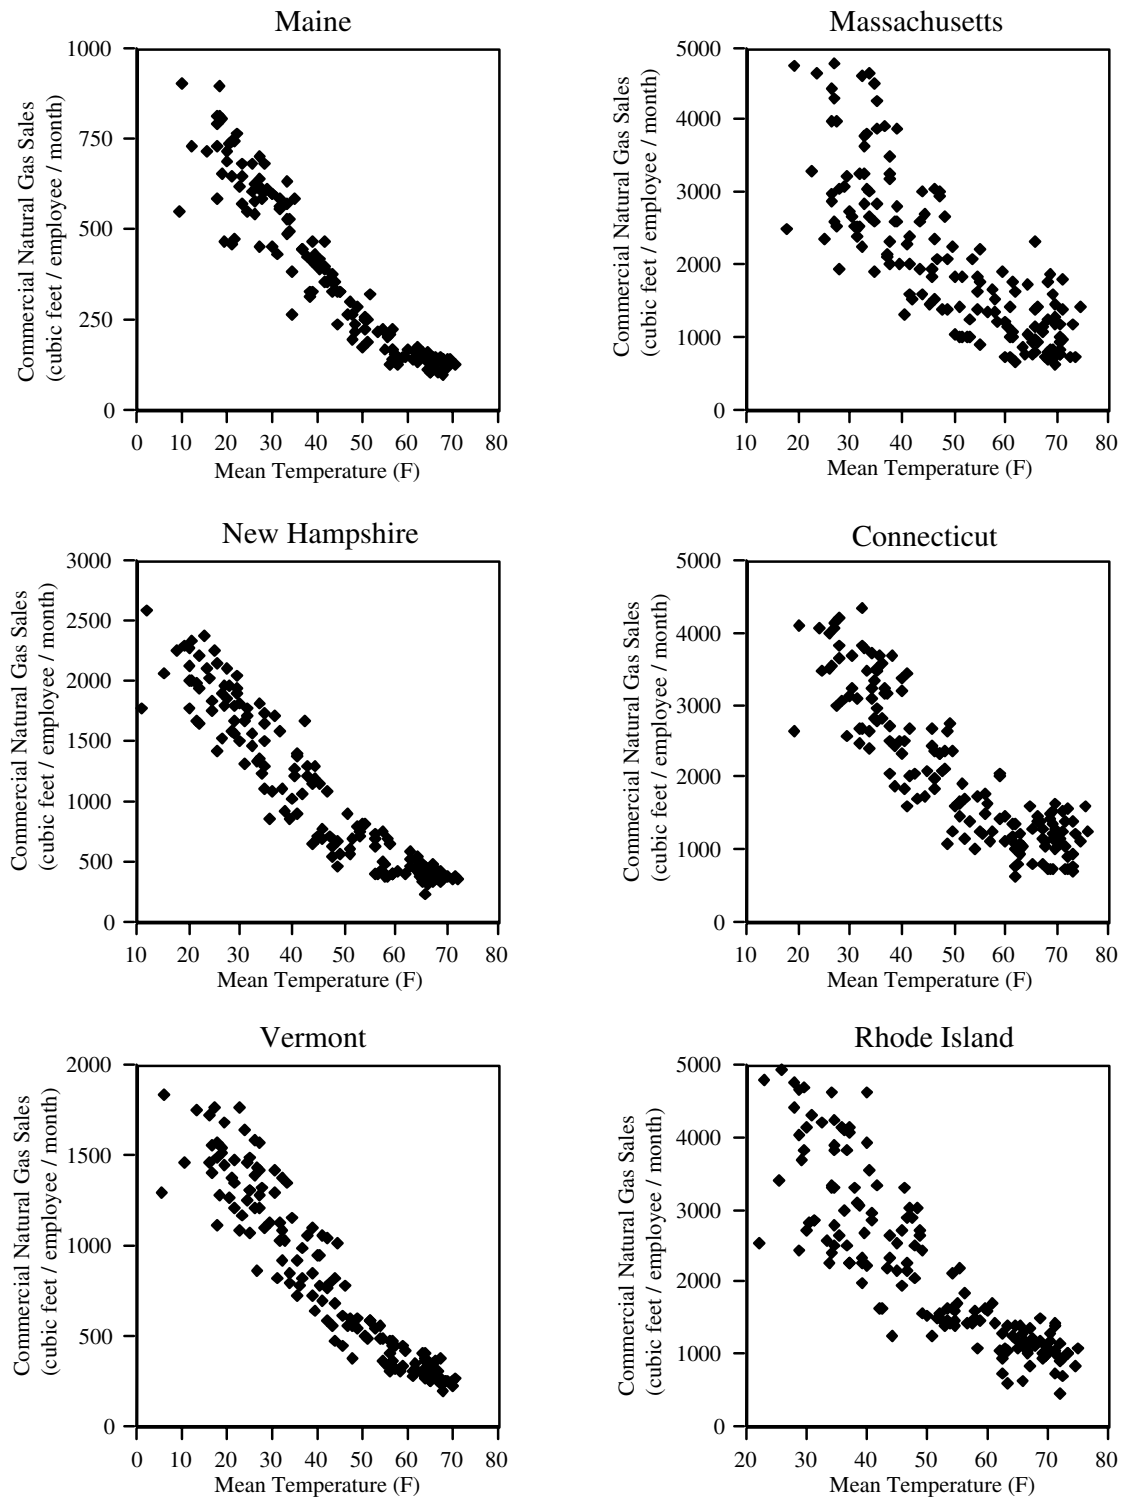 Maine
1000
750
500
250
0
0 10 20 30 40 50 60 70 80
Mean Temperature (F)
Commercial Natural Gas Sales
(cubic feet / employee / month)
Massachusetts
5000
4000
3000
2000
1000
0
10 20 30 40 50 60 70 80
Mean Temperature (F)
Commercial Natural Gas Sales
(cubic feet / employee / month)
New Hampshire
3000
2500
2000
1500
1000
500
0
10 20 30 40 50 60 70 80
Mean Temperature (F)
Commercial Natural Gas Sales
(cubic feet / employee / month)
Connecticut
5000
4000
3000
2000
1000
0
10 20 30 40 50 60 70 80
Mean Temperature (F)
Commercial Natural Gas Sales
(cubic feet / employee / month)
Vermont
2000
1500
1000
500
0
0 10 20 30 40 50 60 70 80
Mean Temperature (F)
Commercial Natural Gas Sales
(cubic feet / employee / month)
Rhode Island
5000
4000
3000
2000
1000
0
20 30 40 50 60 70 80
Mean Temperature (F)
Commercial Natural Gas Sales
(cubic feet / employee / month)